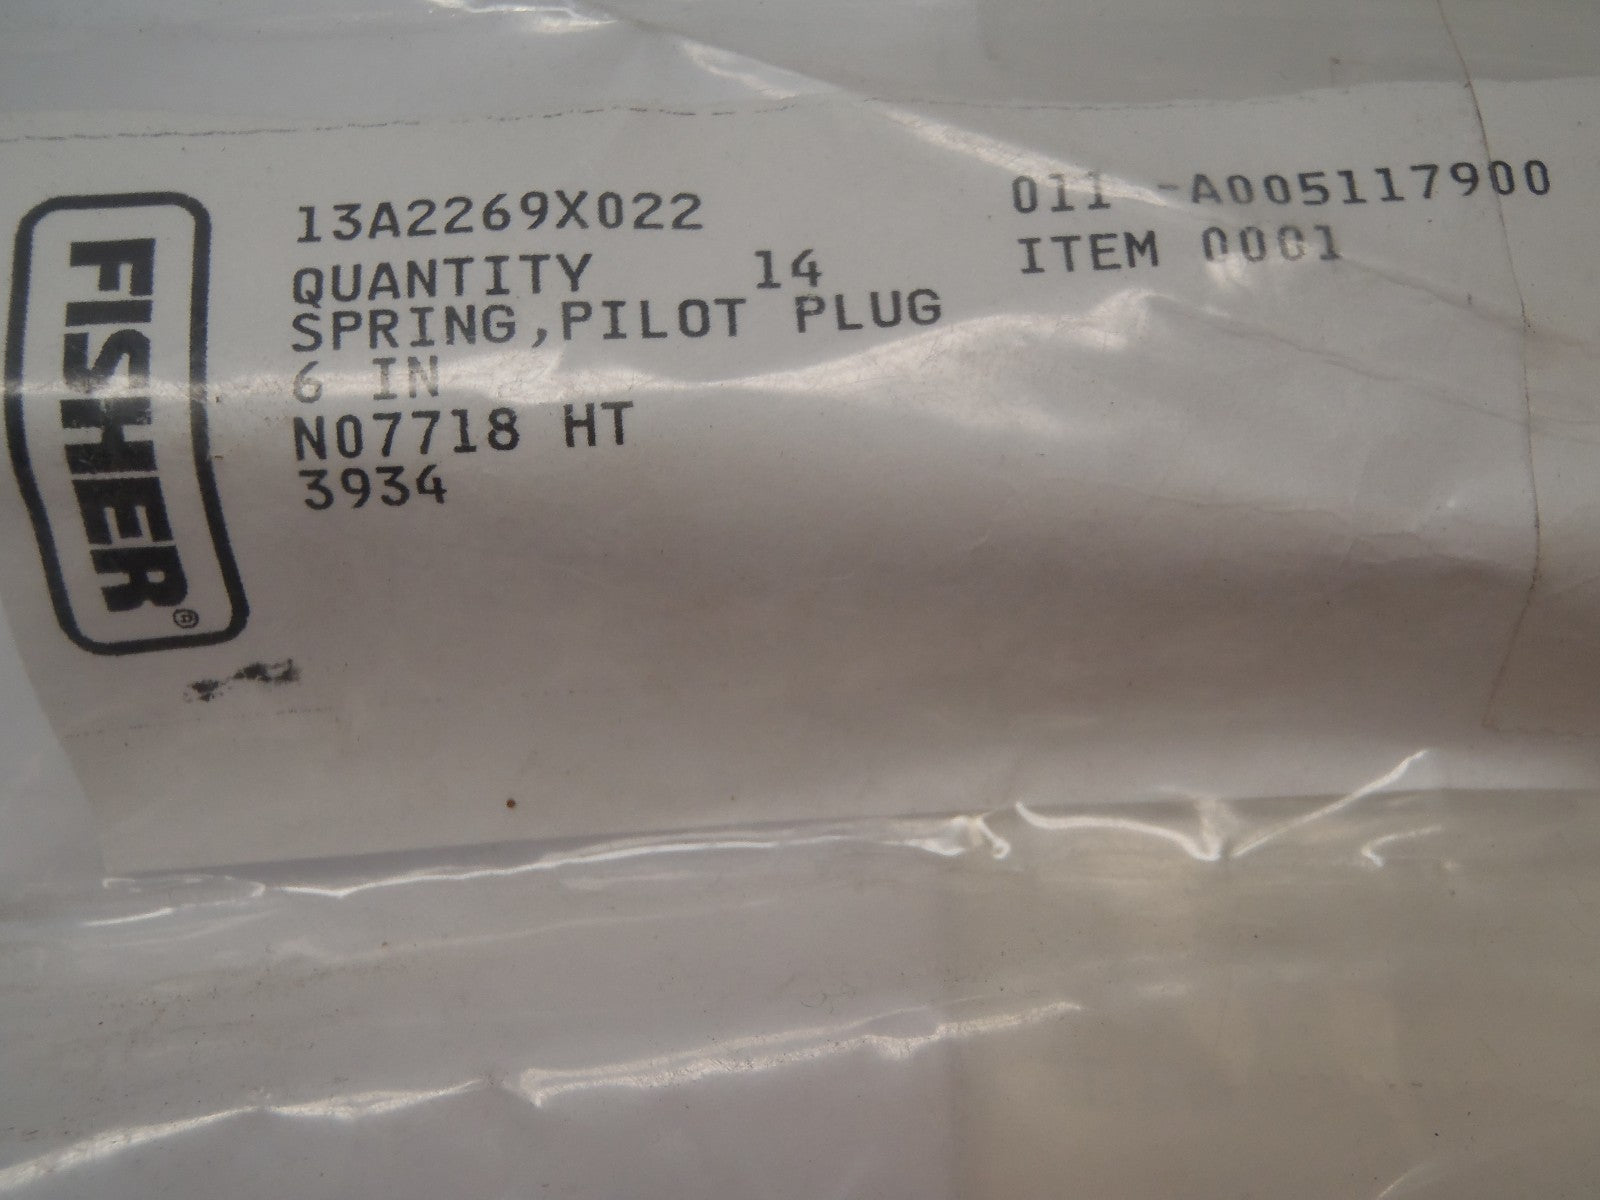 FISHER®
13A2269X022 011 -A005117900
QUANTITY 14 ITEM 0001
SPRING,PILOT PLUG
6 IN
N07718 HT
3934